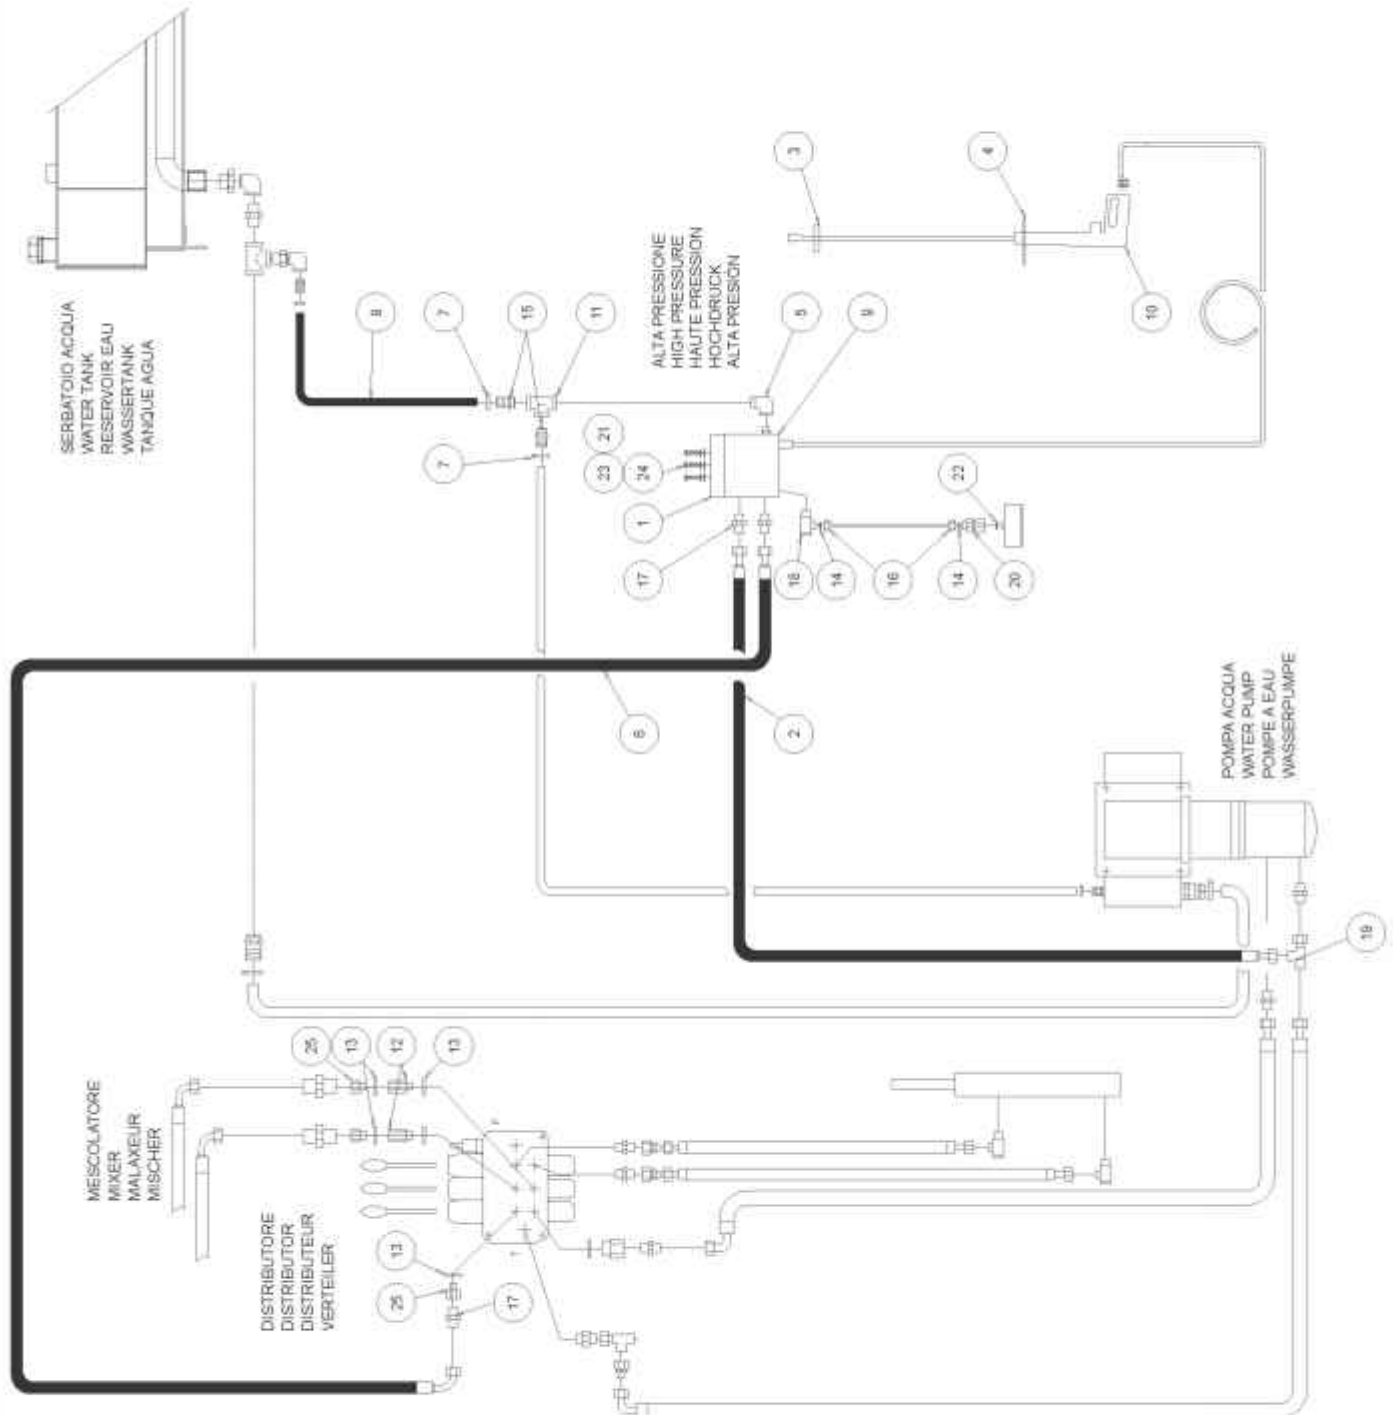 SERBATOIO ACQUA
WATER TANK
RESERVOIR EAU
WASSERTANK
TANQUE AGUA
ALTA PRESSIONE
HIGH PRESSURE
HAUTE PRESSION
HOCHDRUCK
ALTA PRESION
POMPA ACQUA
WATER PUMP
POMPE A EAU
WASSERPUMPE
MESCOLATORE
MIXER
MALAXEUR
MISCHER
DISTRIBUTORE
DISTRIBUTOR
DISTRIBUTEUR
VERTEILER
3
4
8
7
15
11
5
9
10
7
21
23
24
1
22
17
18
14
16
14
20
6
2
19
25
13
12
13
13
25
17
P
T